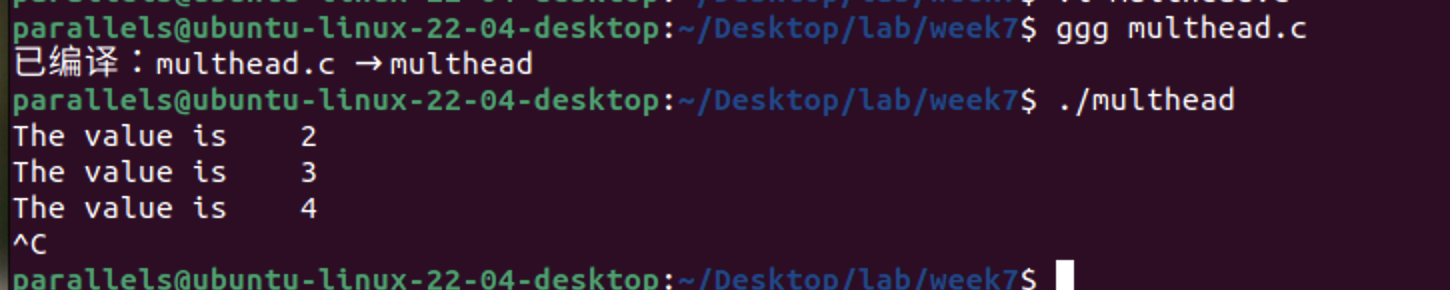 parallels@ubuntu-linux-22-04-desktop:~/Desktop/lab/week7$ ggg multhead.c
已编译：multhead.c →multhead
parallels@ubuntu-linux-22-04-desktop:~/Desktop/lab/week7$ ./multhead
The value is    2
The value is    3
The value is    4
^C
parallels@ubuntu-linux-22-04-desktop:~/Desktop/lab/week7$